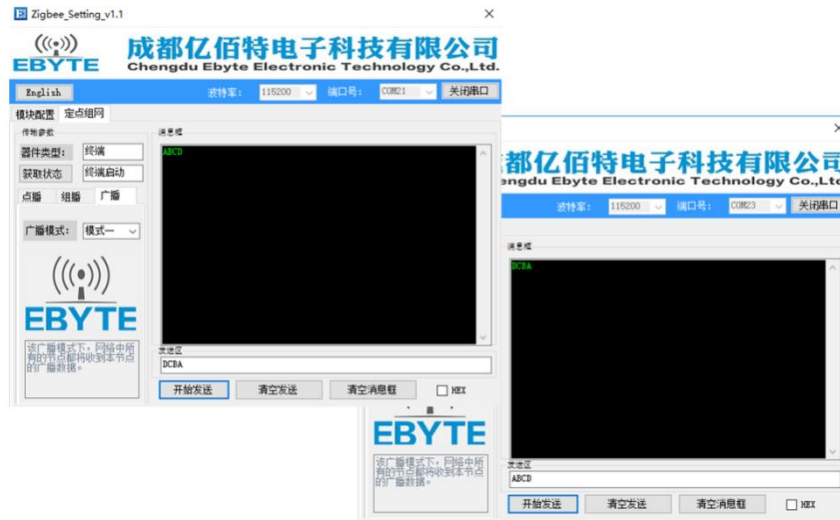 Zigbee_Setting_v1.1
EBYTE
成都亿佰特电子科技有限公司
Chengdu Ebyte Electronic Technology Co.,Ltd.
English
波特率: 115200 端口号: COM21 关闭串口
模块配置 定点组网
传输参数
器件类型: 终端
获取状态 终端启动
点播 组播 广播
广播模式: 模式一
EBYTE
该广播模式下，网络中所
有的节点都将收到本节点
的广播数据。
消息框
ABCD
发送区
DCBA
开始发送 清空发送 清空消息框 HEX
都亿佰特电子科技有限公司
engdu Ebyte Electronic Technology Co.,Ltd
波特率: 115200 端口号: COM23 关闭串口
消息框
DCBA
EBYTE
该广播模式下，网络中所
有的节点都将收到本节点
的广播数据。
发送区
ABCD
开始发送 清空发送 清空消息框 HEX